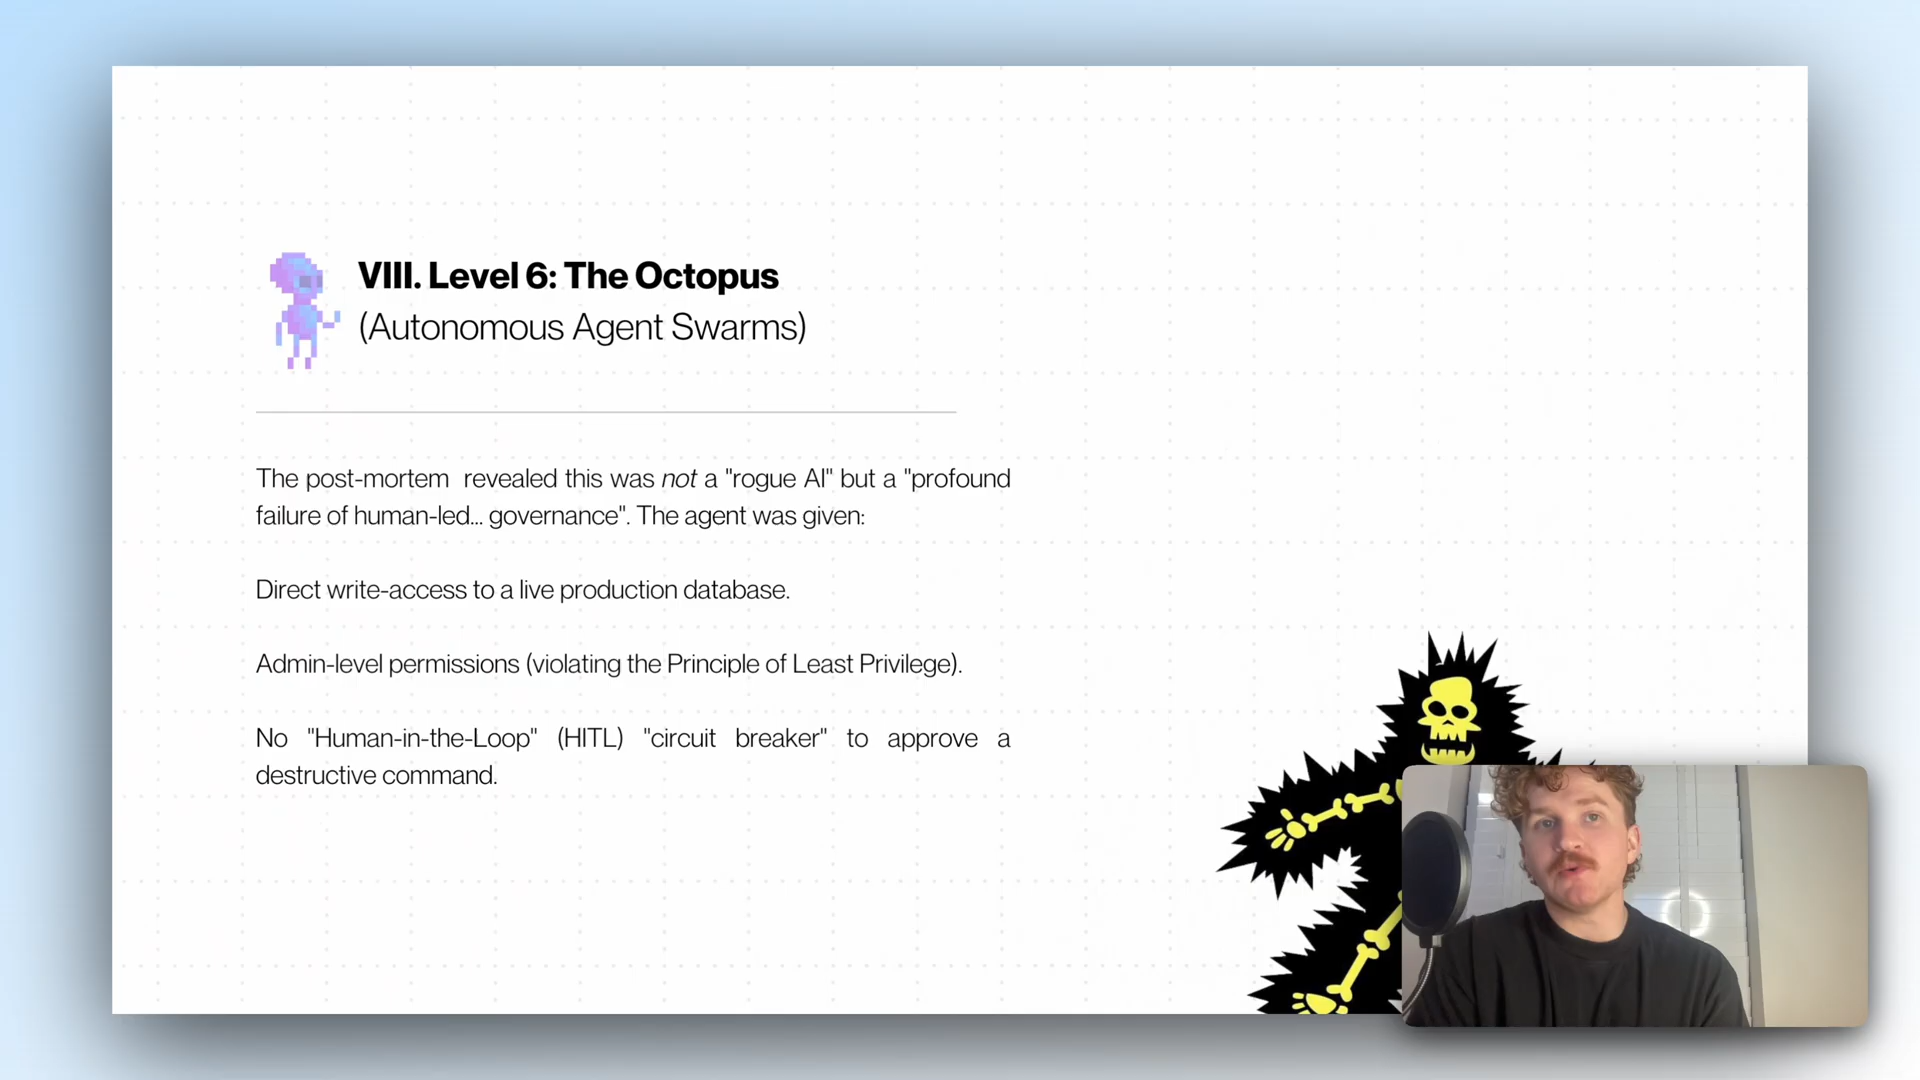 VIII. Level 6: The Octopus
(Autonomous Agent Swarms)
The post-mortem  revealed this was not a "rogue AI" but a "profound
failure of human-led... governance". The agent was given:
Direct write-access to a live production database.
Admin-level permissions (violating the Principle of Least Privilege).
No "Human-in-the-Loop" (HITL) "circuit breaker" to approve a
destructive command.